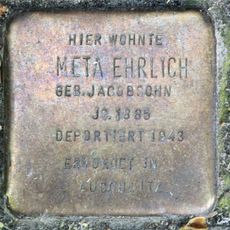 HIER WOHNTE
META EHRLICH
GEB. JACOBSOHN
JG. 1885
DEPORTIERT 1943
ERMORDET IN
AUSCHWITZ